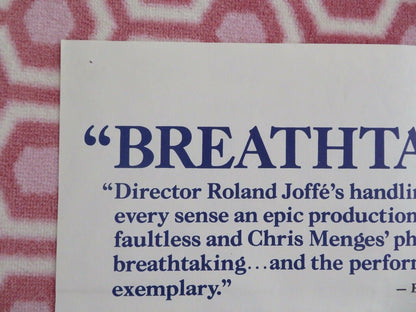 “BREATHTA
“Director Roland Joffé’s handlin
every sense an epic production
faultless and Chris Menges’ ph
breathtaking...and the perform
exemplary.”